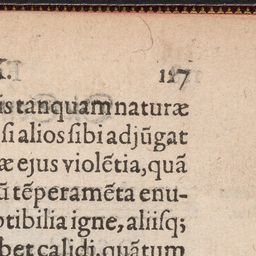 127
is tanquam naturæ
si alios sibi adjũgat
æ ejus violẽtia, quã
ũ tẽperamẽta enu-
ptibilia igne, aliisq;
bet calidi, quãtum